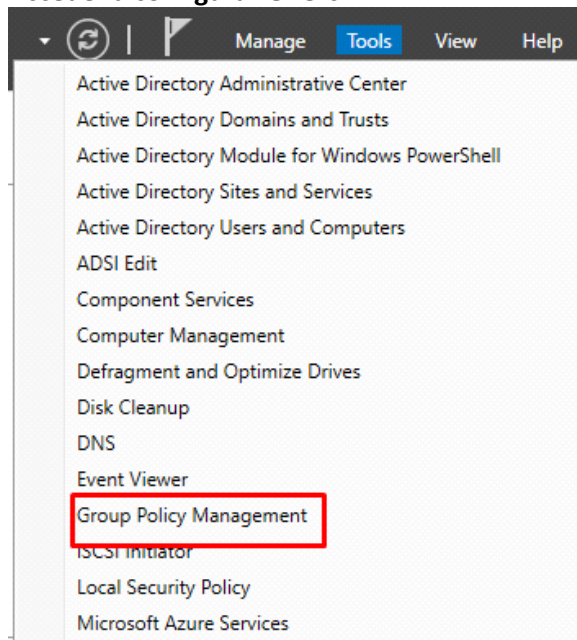 Manage Tools View Help
Active Directory Administrative Center
Active Directory Domains and Trusts
Active Directory Module for Windows PowerShell
Active Directory Sites and Services
Active Directory Users and Computers
ADSI Edit
Component Services
Computer Management
Defragment and Optimize Drives
Disk Cleanup
DNS
Event Viewer
Group Policy Management
iSCSI Initiator
Local Security Policy
Microsoft Azure Services